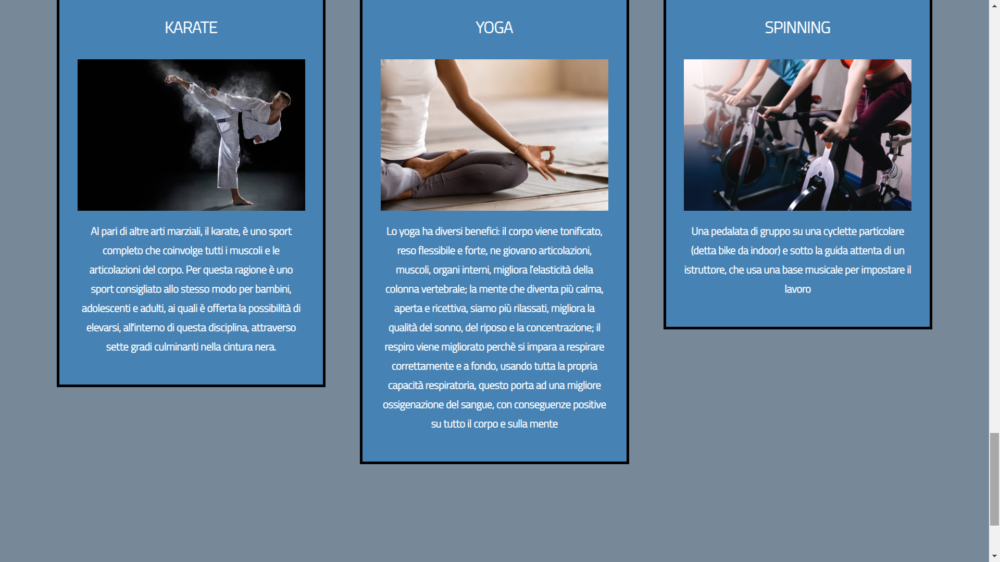 KARATE
Al pari di altre arti marziali, il karate, è uno sport
completo che coinvolge tutti i muscoli e le
articolazioni del corpo. Per questa ragione è uno
sport consigliato allo stesso modo per bambini,
adolescenti e adulti, ai quali è offerta la possibilità di
elevarsi, all'interno di questa disciplina, attraverso
sette gradi culminanti nella cintura nera.
YOGA
Lo yoga ha diversi benefici: il corpo viene tonificato,
reso flessibile e forte, ne giovano articolazioni,
muscoli, organi interni, migliora l’elasticità della
colonna vertebrale; la mente che diventa più calma,
aperta e ricettiva, siamo più rilassati, migliora la
qualità del sonno, del riposo e la concentrazione; il
respiro viene migliorato perchè si impara a respirare
correttamente e a fondo, usando tutta la propria
capacità respiratoria, questo porta ad una migliore
ossigenazione del sangue, con conseguenze positive
su tutto il corpo e sulla mente
SPINNING
Una pedalata di gruppo su una cyclette particolare
(detta bike da indoor) e sotto la guida attenta di un
istruttore, che usa una base musicale per impostare il
lavoro